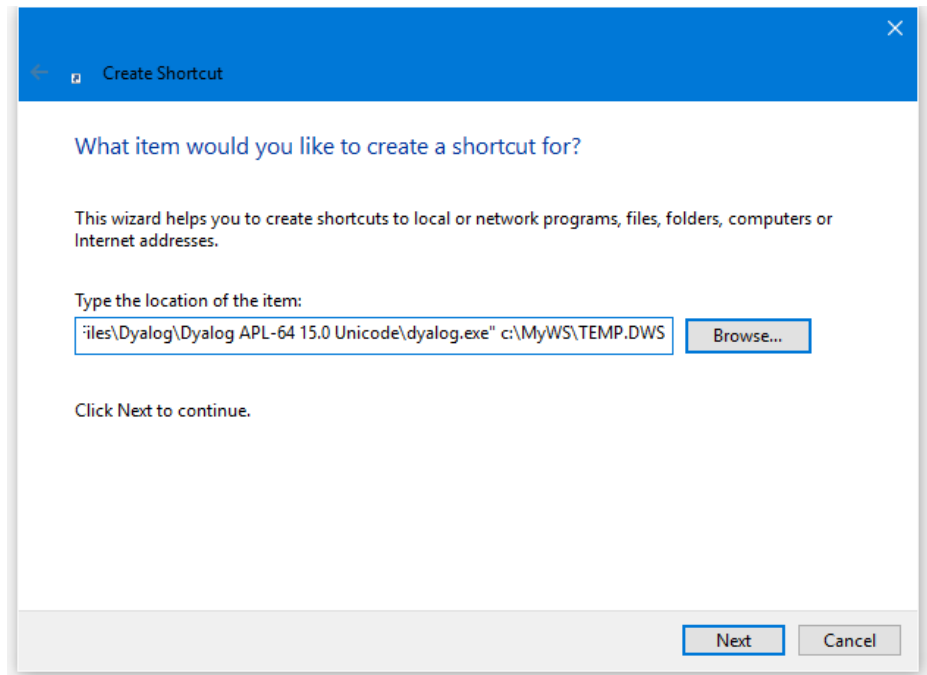 Create Shortcut
What item would you like to create a shortcut for?
This wizard helps you to create shortcuts to local or network programs, files, folders, computers or
Internet addresses.
Type the location of the item:
iles\Dyalog\Dyalog APL-64 15.0 Unicode\dyalog.exe" c:\MyWS\TEMP.DWS
Browse...
Click Next to continue.
Next
Cancel